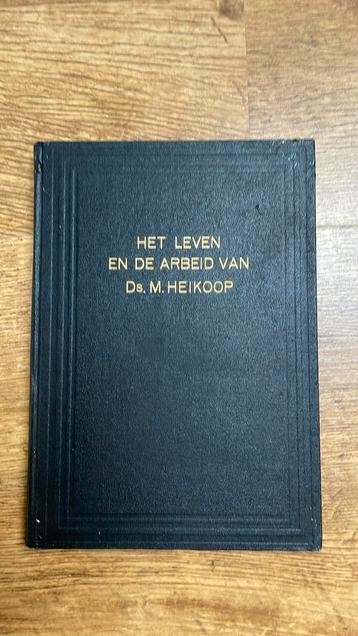 HET LEVEN
EN DE ARBEID VAN
Ds. M. HEIKOOP